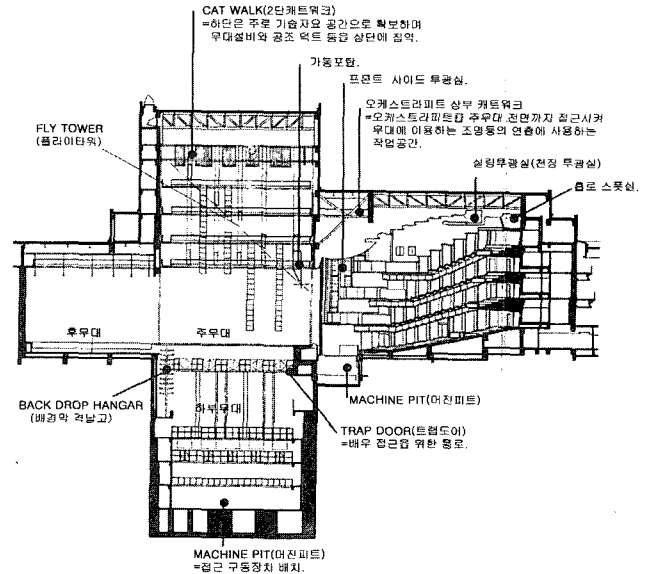 CAT WALK(2단캐트워크)
=하단은 주로 기술자요 공간으로 확보하며
무대설비와 공조 덕트 등을 상단에 집약.
가동포탈.
프론트 사이드 투광실.
오케스트라피트 상부 캐트워크
=오케스트라피트를 주무대 전면까지 접근시켜
무대에 이용하는 조명등의 연출에 사용하는
작업공간.
FLY TOWER
(플라이타워)
실링투광실(천장 투광실)
홀로 스폿실.
후무대
주무대
BACK DROP HANGAR
(배경막 격납고)
하부무대
MACHINE PIT(머진피트)
TRAP DOOR(트랩도어)
=배우 접근을 위한 통로.
MACHINE PIT(머진피트)
=접근 구동장차 배치.